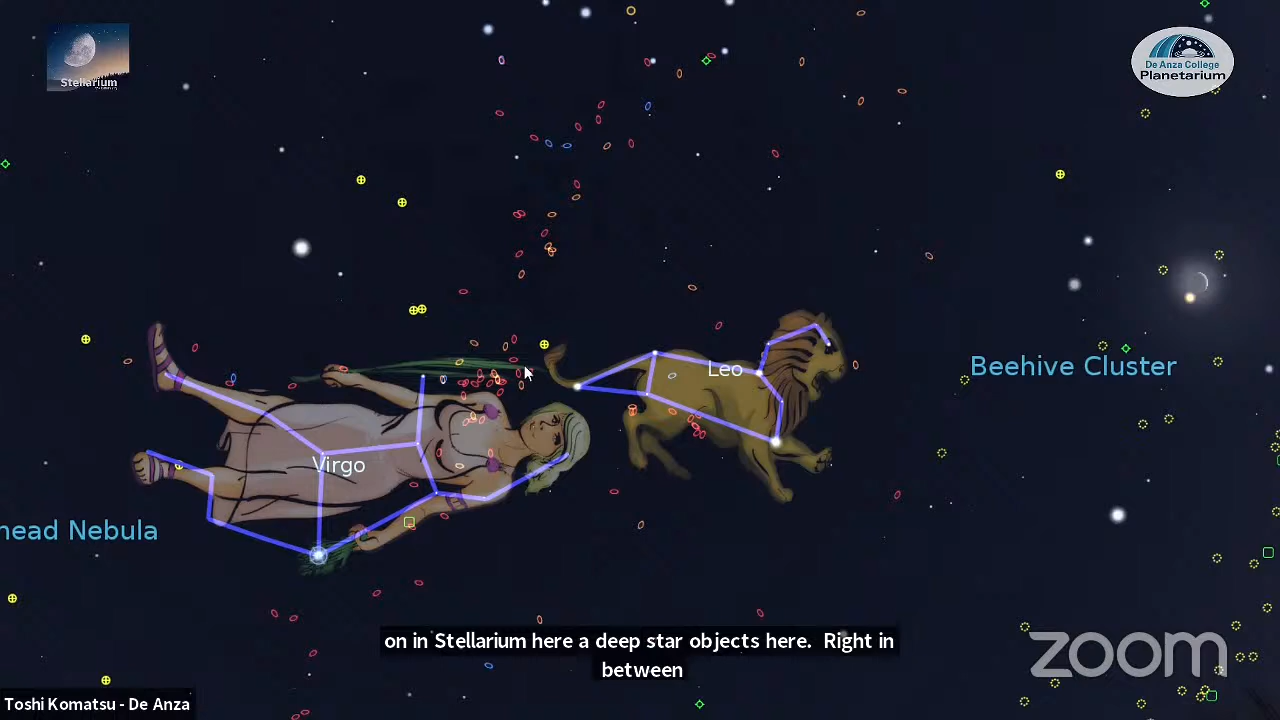 Stellarium
De Anza College
Planetarium
Leo
Beehive Cluster
Virgo
head Nebula
on in Stellarium here a deep star objects here. Right in
between
zoom
Toshi Komatsu - De Anza